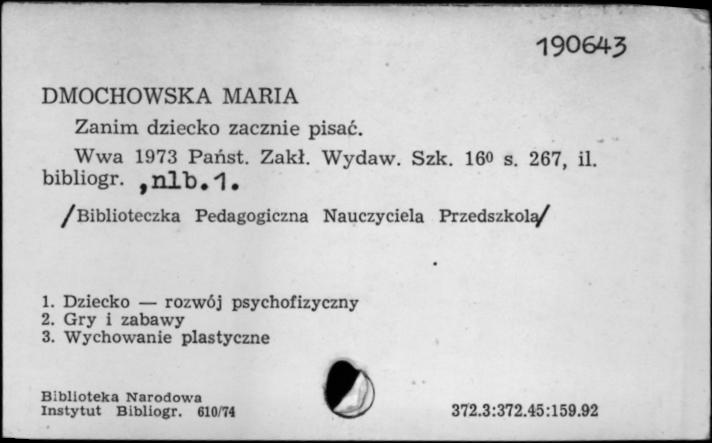 190643
DMOCHOWSKA MARIA
Zanim dziecko zacznie pisać.
Wwa 1973 Państ. Zakł. Wydaw. Szk. 16⁰ s. 267, il.
bibliogr. ,nlb.1.
/Biblioteczka Pedagogiczna Nauczyciela Przedszkola/
1. Dziecko — rozwój psychofizyczny
2. Gry i zabawy
3. Wychowanie plastyczne
Biblioteka Narodowa
Instytut Bibliogr. 610/74 372.3:372.45:159.92